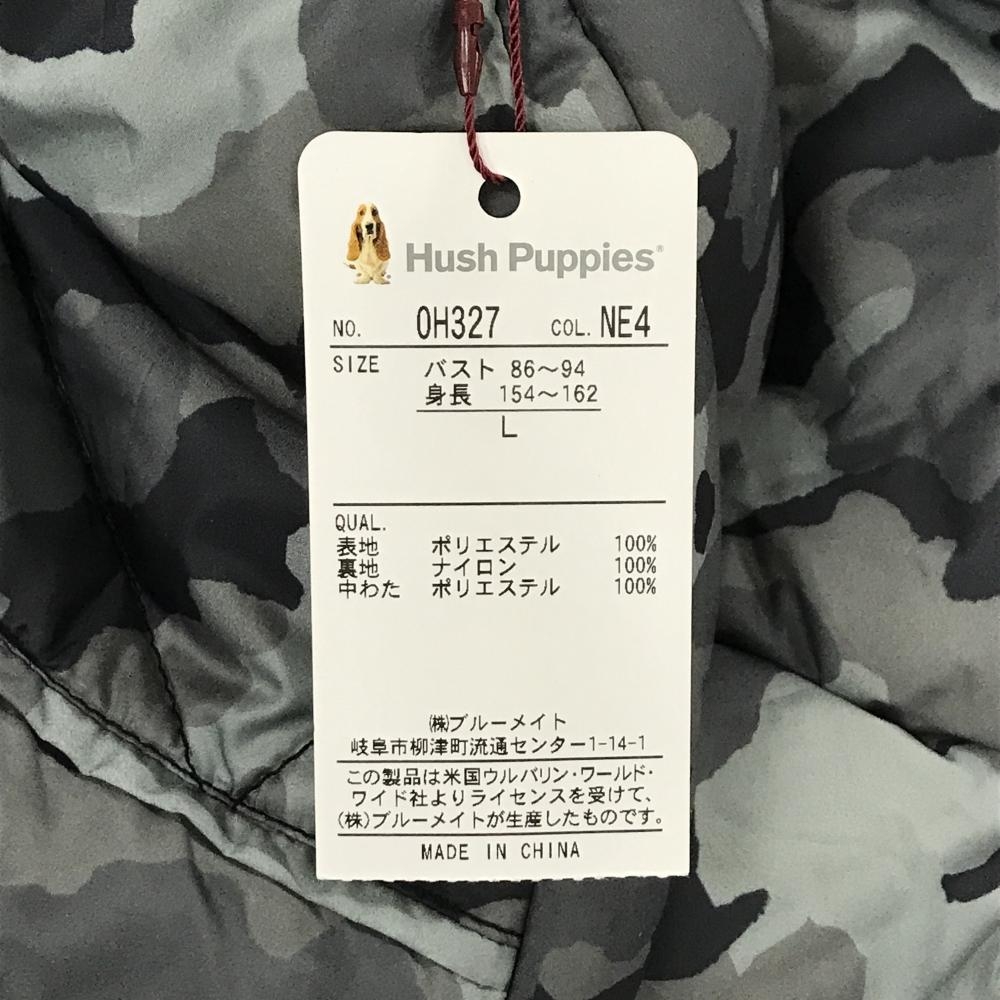 Hush Puppies®
NO. 0H327 COL. NE4
SIZE バスト 86～94
身長 154～162
L
QUAL.
表地 ポリエステル 100%
裏地 ナイロン 100%
中わた ポリエステル 100%
㈱ブルーメイト
岐阜市柳津町流通センター1-14-1
この製品は米国ウルバリン・ワールド・
ワイド社よりライセンスを受けて、
(株)ブルーメイトが生産したものです。
MADE IN CHINA